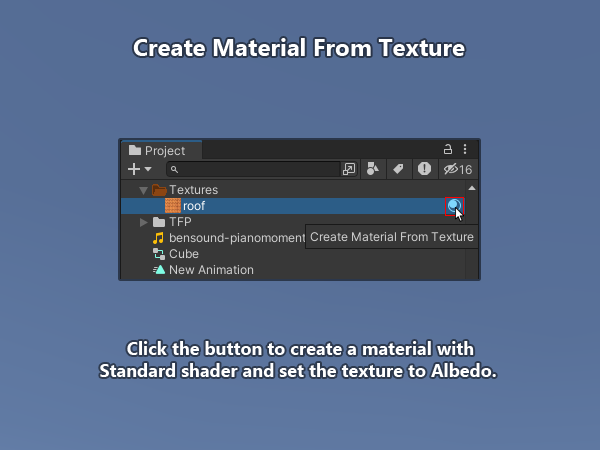 Create Material From Texture
Project
16
Textures
roof
TFP
bensound-pianomoment
Create Material From Texture
Cube
New Animation
Click the button to create a material with
Standard shader and set the texture to Albedo.